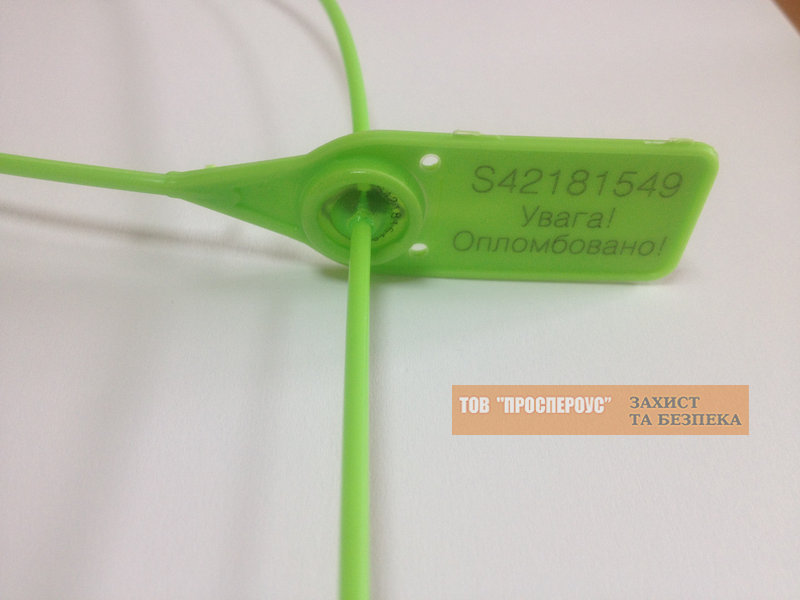 S42181549
Увага!
Опломбовано!
ТОВ "ПРОСПЕРОУС"
ЗАХИСТ
ТА БЕЗПЕКА